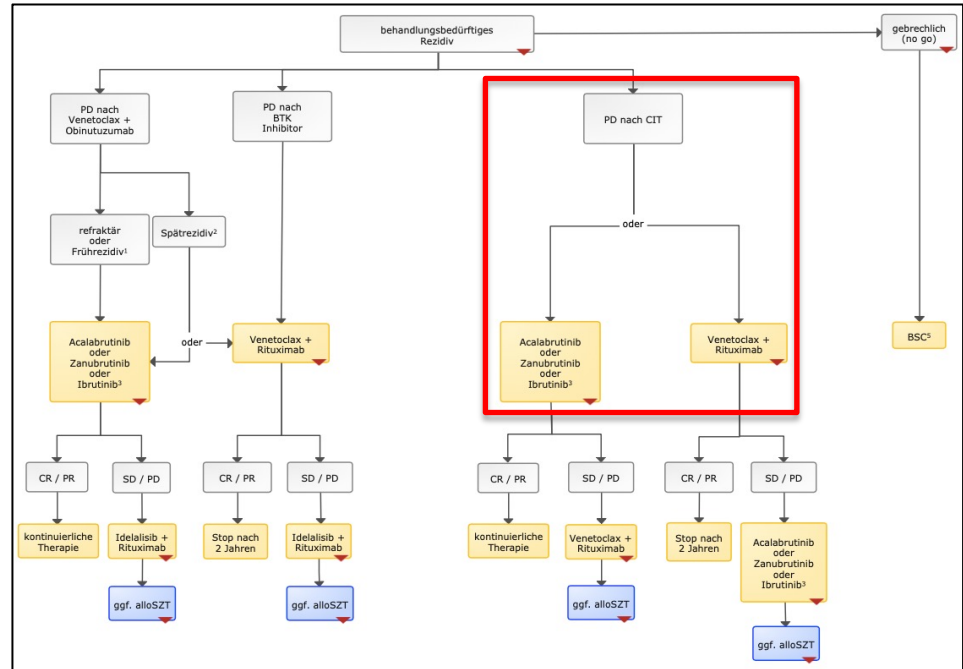 behandlungsbedürftiges
Rezidiv
gebrechlich
(no go)
PD nach
Venetoclax +
Obinutuzumab
PD nach
BTK
Inhibitor
PD nach CIT
refraktär
oder
Frührezidiv¹
Spätrezidiv²
oder
Acalabrutinib
oder
Zanubrutinib
oder
Ibrutinib³
oder
Venetoclax +
Rituximab
Acalabrutinib
oder
Zanubrutinib
oder
Ibrutinib³
Venetoclax +
Rituximab
BSC⁵
CR / PR
SD / PD
CR / PR
SD / PD
CR / PR
SD / PD
CR / PR
SD / PD
kontinuierliche
Therapie
Idelalisib +
Rituximab
Stop nach
2 Jahren
Idelalisib +
Rituximab
kontinuierliche
Therapie
Venetoclax +
Rituximab
Stop nach
2 Jahren
Acalabrutinib
oder
Zanubrutinib
oder
Ibrutinib³
ggf. alloSZT
ggf. alloSZT
ggf. alloSZT
ggf. alloSZT